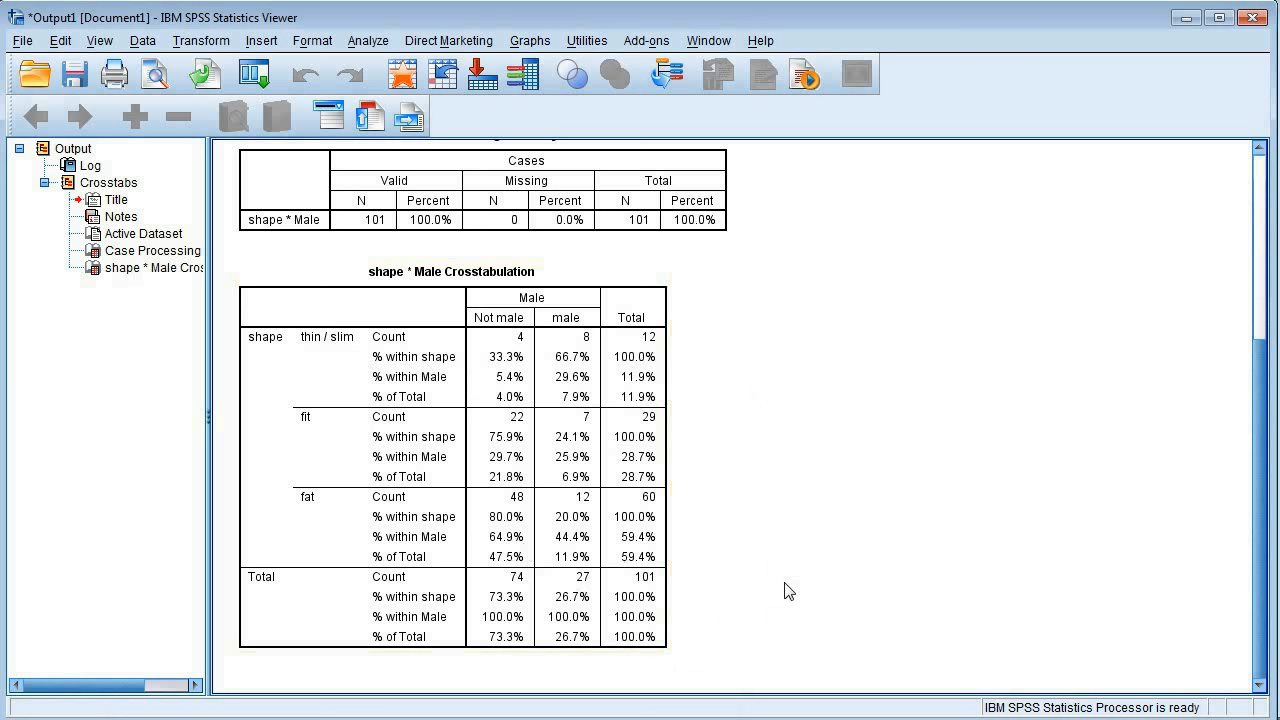 *Output1 [Document1] - IBM SPSS Statistics Viewer
File Edit View Data Transform Insert Format Analyze Direct Marketing Graphs Utilities Add-ons Window Help
Output
Log
Crosstabs
Title
Notes
Active Dataset
Case Processing
shape * Male Cros
Cases
Valid Missing Total
N Percent N Percent N Percent
shape * Male 101 100.0% 0 0.0% 101 100.0%
shape * Male Crosstabulation
Male
Not male male Total
shape thin / slim Count 4 8 12
% within shape 33.3% 66.7% 100.0%
% within Male 5.4% 29.6% 11.9%
% of Total 4.0% 7.9% 11.9%
fit Count 22 7 29
% within shape 75.9% 24.1% 100.0%
% within Male 29.7% 25.9% 28.7%
% of Total 21.8% 6.9% 28.7%
fat Count 48 12 60
% within shape 80.0% 20.0% 100.0%
% within Male 64.9% 44.4% 59.4%
% of Total 47.5% 11.9% 59.4%
Total Count 74 27 101
% within shape 73.3% 26.7% 100.0%
% within Male 100.0% 100.0% 100.0%
% of Total 73.3% 26.7% 100.0%
IBM SPSS Statistics Processor is ready